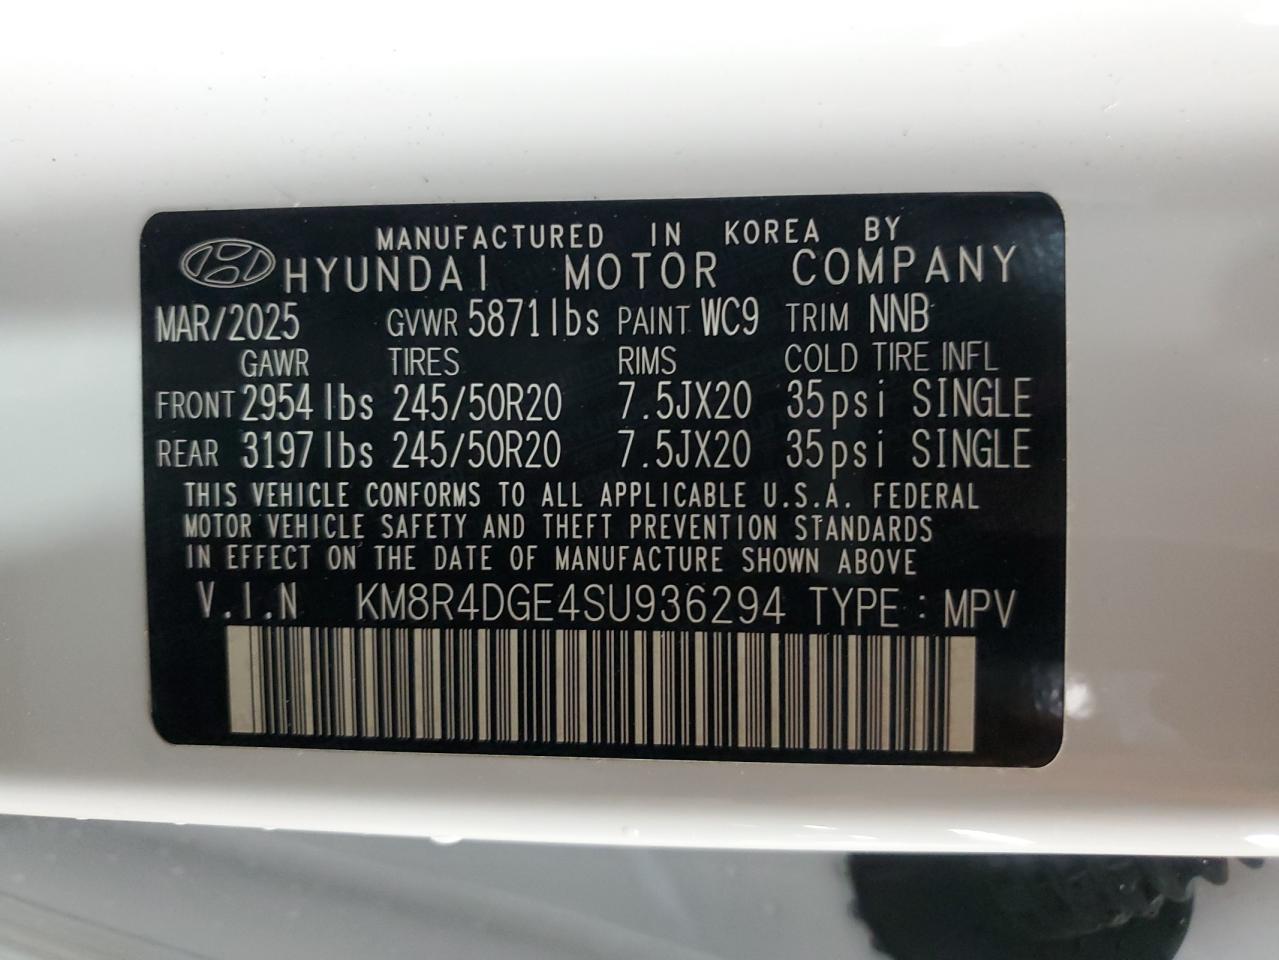 MANUFACTURED IN KOREA BY
HYUNDAI MOTOR COMPANY
MAR/2025 GVWR 5871lbs PAINT WC9 TRIM NNB
GAWR TIRES RIMS COLD TIRE INFL
FRONT 2954lbs 245/50R20 7.5JX20 35psi SINGLE
REAR 3197lbs 245/50R20 7.5JX20 35psi SINGLE
THIS VEHICLE CONFORMS TO ALL APPLICABLE U.S.A. FEDERAL
MOTOR VEHICLE SAFETY AND THEFT PREVENTION STANDARDS
IN EFFECT ON THE DATE OF MANUFACTURE SHOWN ABOVE
V.I.N KM8R4DGE4SU936294 TYPE : MPV